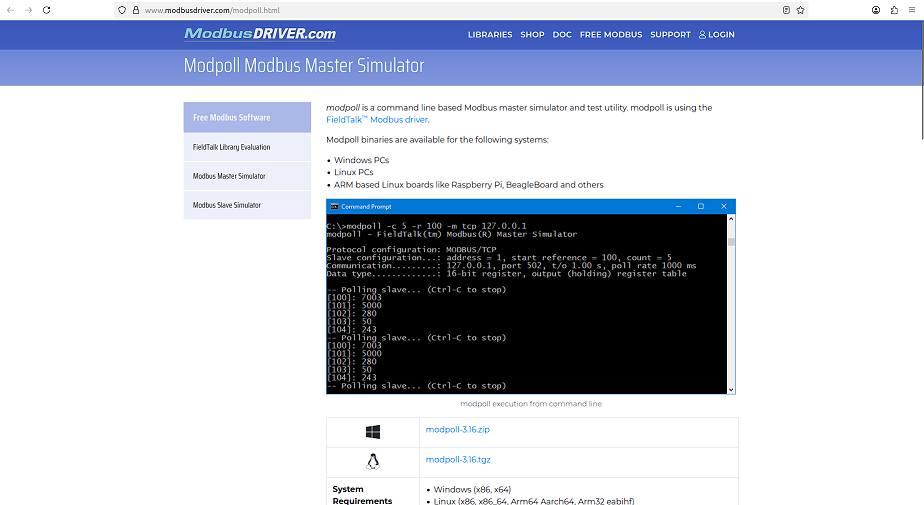 www.modbusdriver.com/modpoll.html
ModbusDRIVER.com
LIBRARIES SHOP DOC FREE MODBUS SUPPORT LOGIN
Modpoll Modbus Master Simulator
Free Modbus Software
FieldTalk Library Evaluation
Modbus Master Simulator
Modbus Slave Simulator
modpoll is a command line based Modbus master simulator and test utility. modpoll is using the
FieldTalk™ Modbus driver.
Modpoll binaries are available for the following systems:
• Windows PCs
• Linux PCs
• ARM based Linux boards like Raspberry Pi, BeagleBoard and others
Command Prompt
C:\>modpoll -c 5 -r 100 -m tcp 127.0.0.1
modpoll - FieldTalk(tm) Modbus(R) Master Simulator
Protocol configuration: MODBUS/TCP
Slave configuration...: address = 1, start reference = 100, count = 5
Communication.........: 127.0.0.1, port 502, t/o 1.00 s, poll rate 1000 ms
Data type.............: 16-bit register, output (holding) register table
-- Polling slave... (Ctrl-C to stop)
[100]: 7003
[101]: 5000
[102]: 280
[103]: 50
[104]: 243
-- Polling slave... (Ctrl-C to stop)
[100]: 7003
[101]: 5000
[102]: 280
[103]: 50
[104]: 243
-- Polling slave... (Ctrl-C to stop)
modpoll execution from command line
modpoll-3.16.zip
modpoll-3.16.tgz
System
Requirements
• Windows (x86, x64)
• Linux (x86, x86_64, Arm64 Aarch64, Arm32 eabihf)